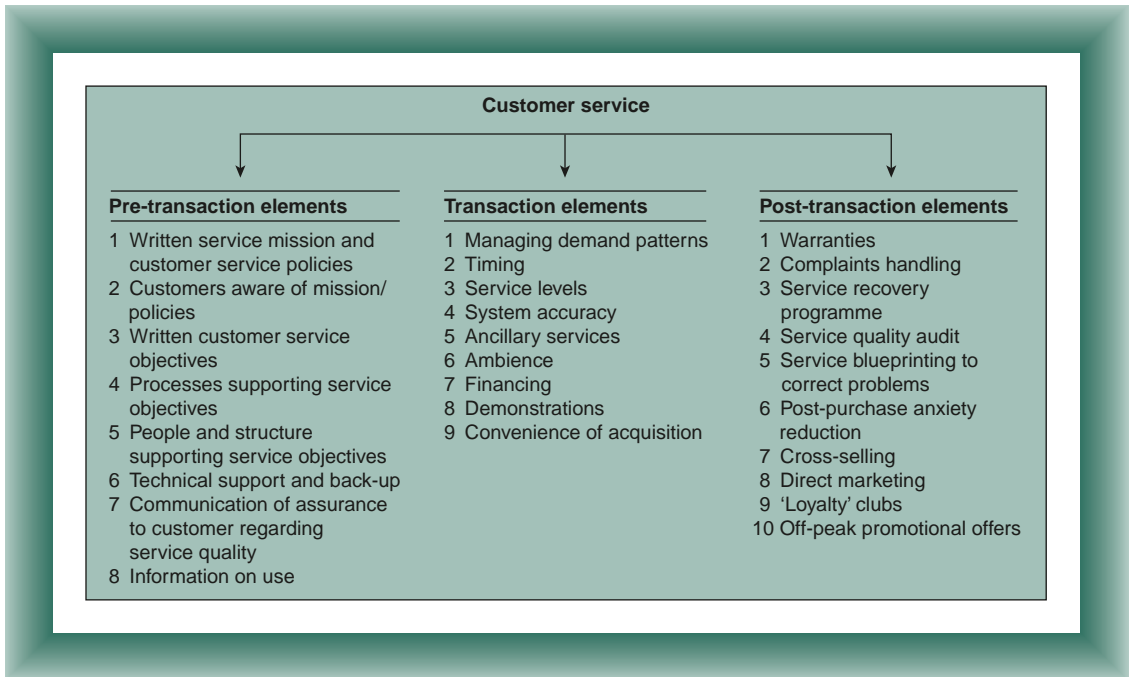 Customer service
Pre-transaction elements
1 Written service mission and
customer service policies
2 Customers aware of mission/
policies
3 Written customer service
objectives
4 Processes supporting service
objectives
5 People and structure
supporting service objectives
6 Technical support and back-up
7 Communication of assurance
to customer regarding
service quality
8 Information on use
Transaction elements
1 Managing demand patterns
2 Timing
3 Service levels
4 System accuracy
5 Ancillary services
6 Ambience
7 Financing
8 Demonstrations
9 Convenience of acquisition
Post-transaction elements
1 Warranties
2 Complaints handling
3 Service recovery
programme
4 Service quality audit
5 Service blueprinting to
correct problems
6 Post-purchase anxiety
reduction
7 Cross-selling
8 Direct marketing
9 ‘Loyalty’ clubs
10 Off-peak promotional offers